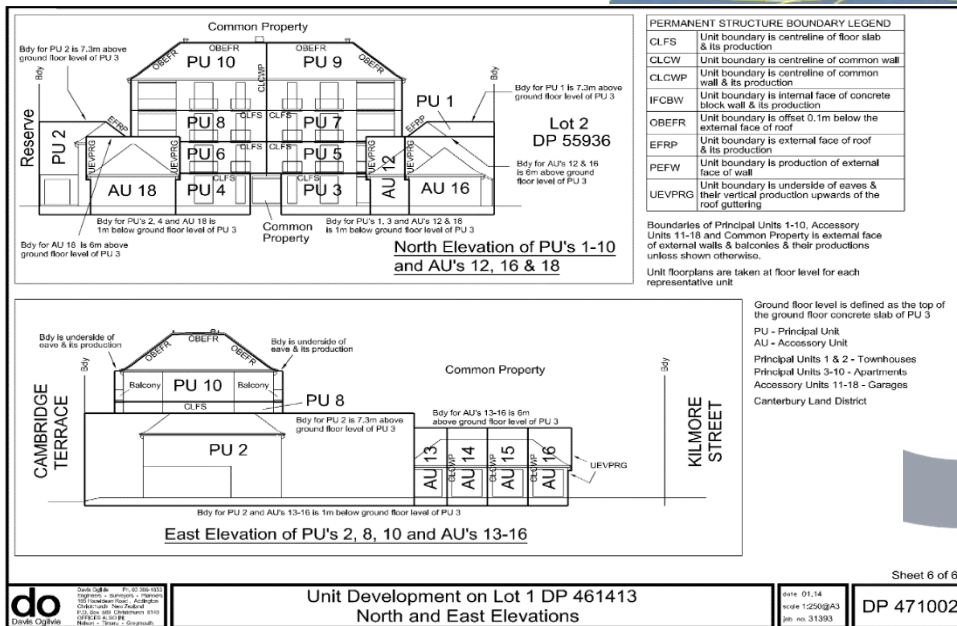 Common Property
Bdy for PU 2 is 7.3m above
ground floor level of PU 3
OBEFR
OBEFR
OBEFR
OBEFR
PU 10
PU 9
CLCWP
Bdy
Bdy
Bdy for PU 1 is 7.3m above
ground floor level of PU 3
PU 1
EFRP
EFRP
PU 8
CLFS
CLFS
PU 7
Lot 2
DP 55936
Reserve
PU 2
UEVPRG
UEVPRG
UEVPRG
PU 6
CLFS
CLFS
PU 5
AU 12
Bdy for AU's 12 & 16
is 6m above ground
floor level of PU 3
AU 18
PU 4
PU 3
AU 16
Bdy for PU's 2, 4 and AU 18 is
1m below ground floor level of PU 3
Common
Property
Bdy for PU's 1, 3 and AU's 12 & 16
is 1m below ground floor level of PU 3
Bdy for AU 18 is 6m above
ground floor level of PU 3
North Elevation of PU's 1-10
and AU's 12, 16 & 18
PERMANENT STRUCTURE BOUNDARY LEGEND
CLFS Unit boundary is centreline of floor slab
& its production
CLCW Unit boundary is centreline of common wall
CLCWP Unit boundary is centreline of common
wall & its production
IFCBW Unit boundary is internal face of concrete
block wall & its production
OBEFR Unit boundary is offset 0.1m below the
external face of roof
EFRP Unit boundary is external face of roof
& its production
PEFW Unit boundary is production of external
face of wall
UEVPRG Unit boundary is underside of eaves &
their vertical production upwards of the
roof guttering
Boundaries of Principal Units 1-10, Accessory
Units 11-18 and Common Property is external face
of external walls & balconies & their productions
unless shown otherwise.
Unit floorplans are taken at floor level for each
representative unit
Ground floor level is defined as the top of
the ground floor concrete slab of PU 3
PU - Principal Unit
AU - Accessory Unit
Principal Units 1 & 2 - Townhouses
Principal Units 3-10 - Apartments
Accessory Units 11-18 - Garages
Canterbury Land District
Bdy is underside of
eave & its production
OBEFR
OBEFR
OBEFR
Bdy is underside of
eave & its production
Bdy
Bdy
Balcony
PU 10
Balcony
Common Property
CLFS
PU 8
CAMBRIDGE
TERRACE
Bdy for PU 2 is 7.3m above
ground floor level of PU 3
Bdy for AU's 13-16 is 6m
above ground floor level of PU 3
PU 2
AU 13
CLCWP
AU 14
CLCWP
AU 15
CLCWP
AU 16
UEVPRG
KILMORE
STREET
Bdy for PU 2 and AU's 13-16 is 1m below ground floor level of PU 3
East Elevation of PU's 2, 8, 10 and AU's 13-16
Sheet 6 of 6
do
Davis Ogilvie
Unit Development on Lot 1 DP 461413
North and East Elevations
date 01.14
scale 1:250@A3
job no. 31393
DP 471002